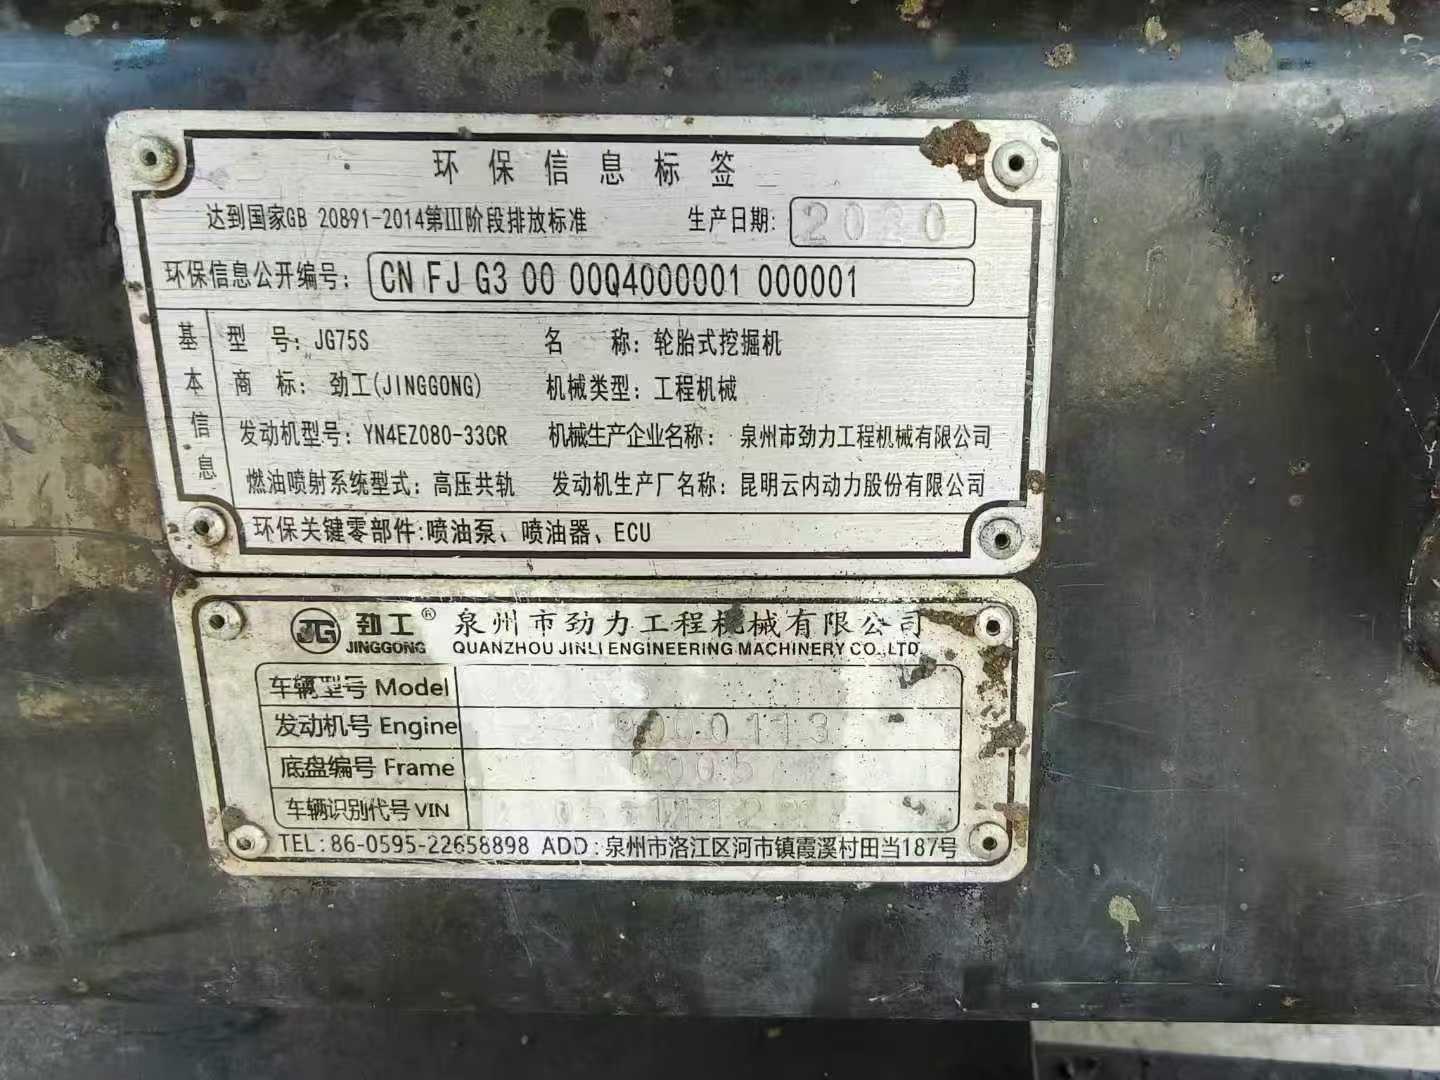 环保信息标签
达到国家GB 20891-2014第Ⅲ阶段排放标准 生产日期: 2020
环保信息公开编号: CN FJ G3 00 00Q4000001 000001
基本信息
型号: JG75S 名称: 轮胎式挖掘机
商标: 劲工(JINGGONG) 机械类型: 工程机械
发动机型号: YN4EZ080-33CR 机械生产企业名称: 泉州市劲力工程机械有限公司
燃油喷射系统型式: 高压共轨 发动机生产厂名称: 昆明云内动力股份有限公司
环保关键零部件:喷油泵、喷油器、ECU
JG 劲工® JINGGONG 泉州市劲力工程机械有限公司
QUANZHOU JINLI ENGINEERING MACHINERY CO.,LTD
车辆型号 Model
发动机号 Engine
底盘编号 Frame
车辆识别代号 VIN
TEL:86-0595-22658898 ADD:泉州市洛江区河市镇霞溪村田当187号